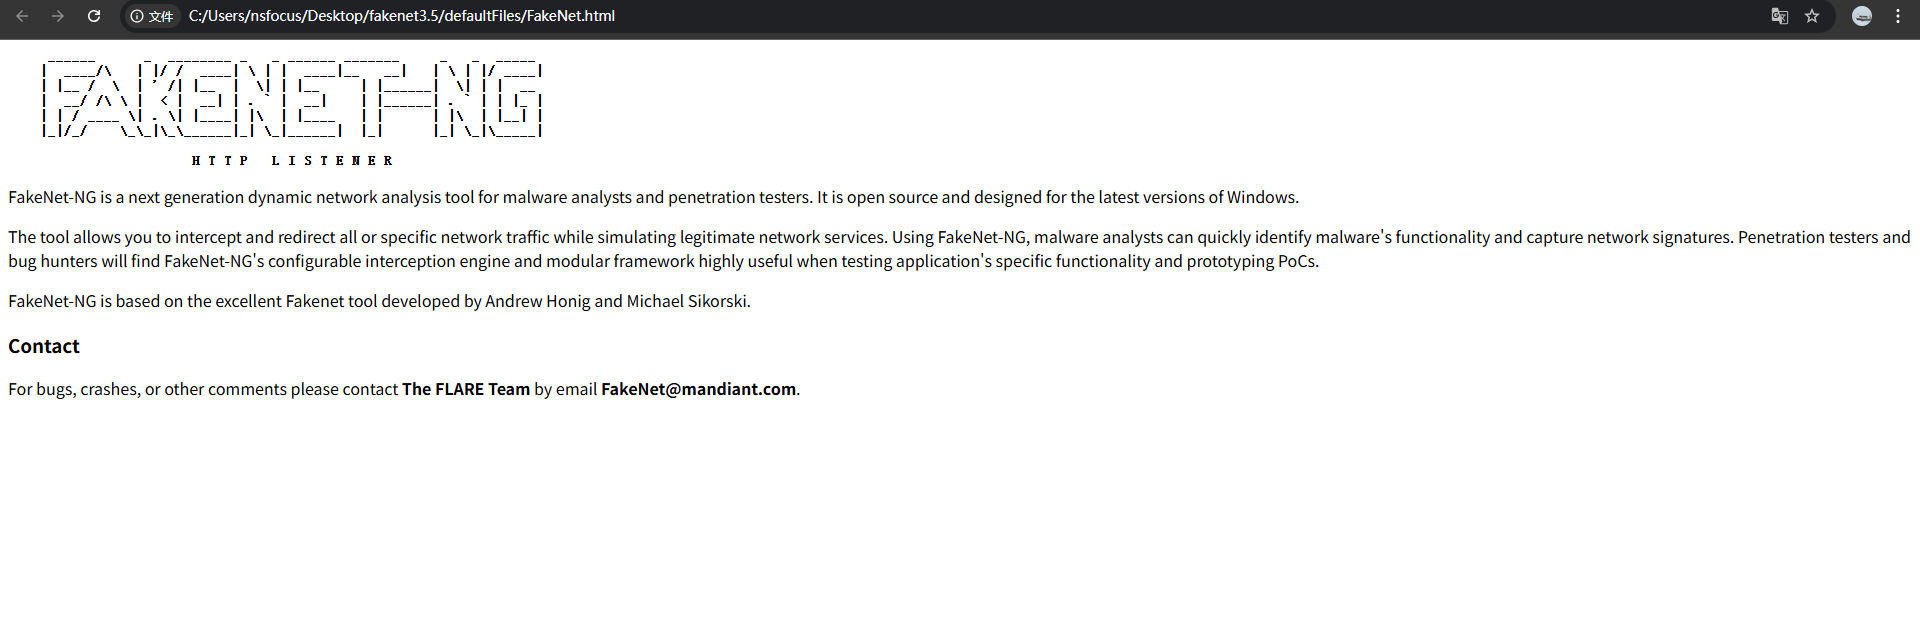 文件 C:/Users/nsfocus/Desktop/fakenet3.5/defaultFiles/FakeNet.html
FAKENET-NG
HTTP LISTENER
FakeNet-NG is a next generation dynamic network analysis tool for malware analysts and penetration testers. It is open source and designed for the latest versions of Windows.
The tool allows you to intercept and redirect all or specific network traffic while simulating legitimate network services. Using FakeNet-NG, malware analysts can quickly identify malware's functionality and capture network signatures. Penetration testers and
bug hunters will find FakeNet-NG's configurable interception engine and modular framework highly useful when testing application's specific functionality and prototyping PoCs.
FakeNet-NG is based on the excellent Fakenet tool developed by Andrew Honig and Michael Sikorski.
Contact
For bugs, crashes, or other comments please contact The FLARE Team by email FakeNet@mandiant.com.